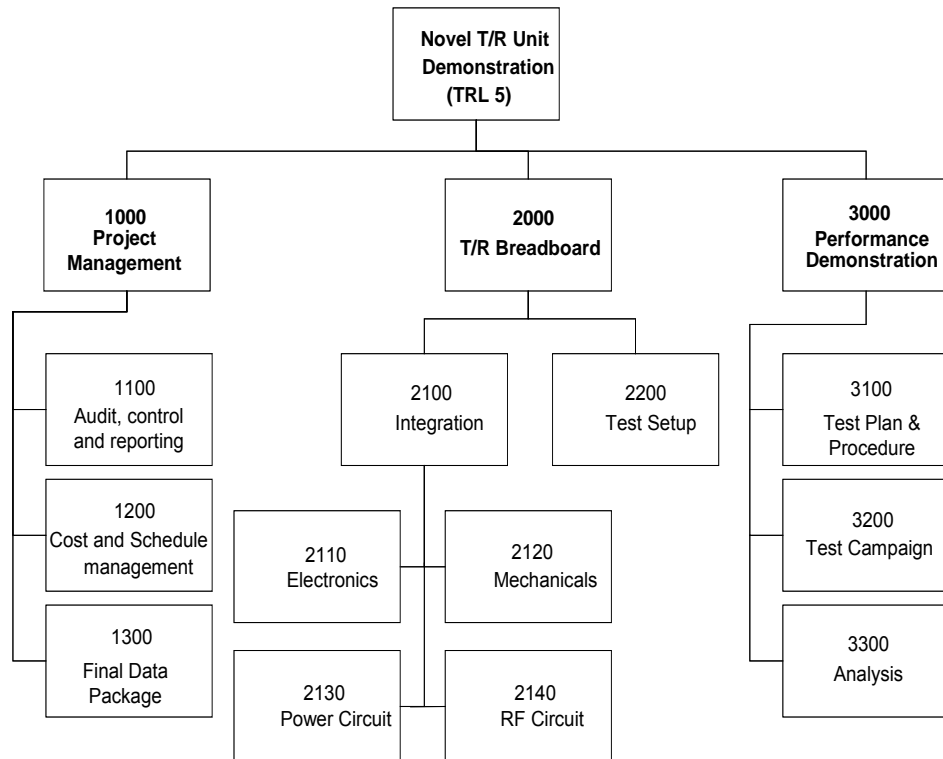 Novel T/R Unit
Demonstration
(TRL 5)
1000
Project
Management
2000
T/R Breadboard
3000
Performance
Demonstration
1100
Audit, control
and reporting
2100
Integration
2200
Test Setup
3100
Test Plan &
Procedure
1200
Cost and Schedule
management
2110
Electronics
2120
Mechanicals
3200
Test Campaign
1300
Final Data
Package
2130
Power Circuit
2140
RF Circuit
3300
Analysis